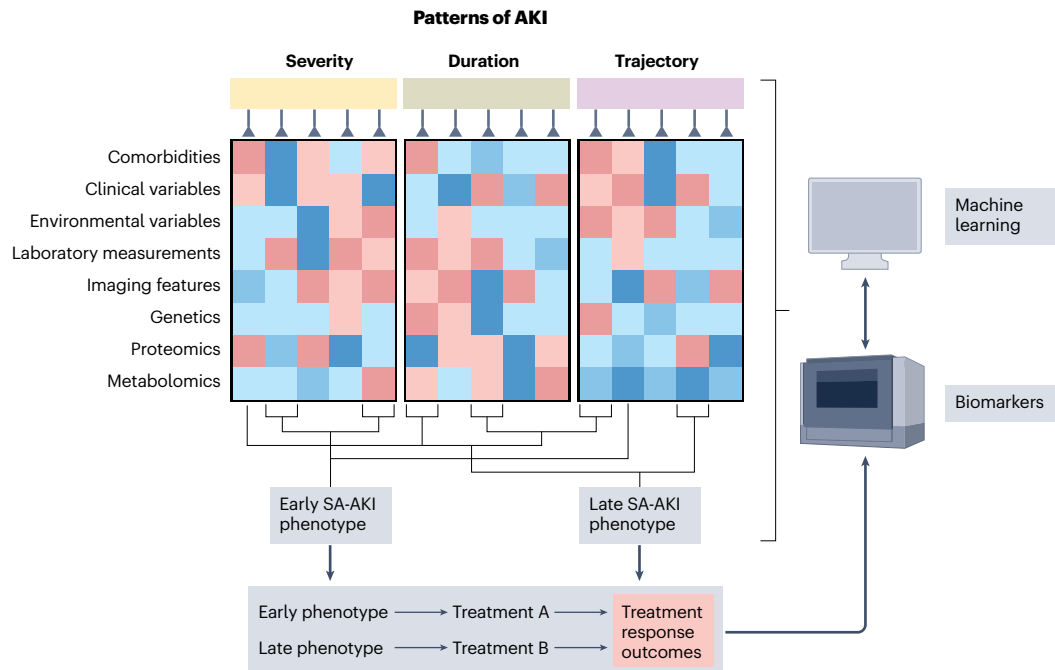 Patterns of AKI
Severity
Duration
Trajectory
Comorbidities
Clinical variables
Environmental variables
Laboratory measurements
Imaging features
Genetics
Proteomics
Metabolomics
Machine
learning
Biomarkers
Early SA-AKI
phenotype
Late SA-AKI
phenotype
Early phenotype
Treatment A
Late phenotype
Treatment B
Treatment
response
outcomes